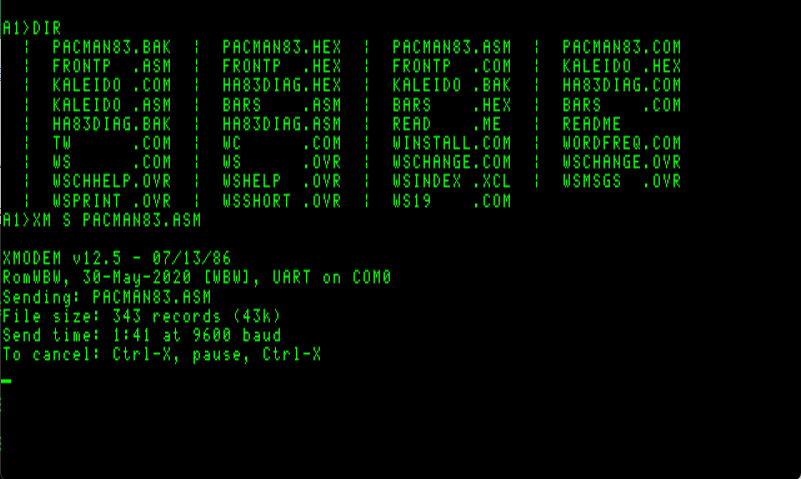 A1>DIR
  ¦  PACMAN83.BAK  ¦  PACMAN83.HEX  ¦  PACMAN83.ASM  ¦  PACMAN83.COM
  ¦  FRONTP  .ASM  ¦  FRONTP  .HEX  ¦  FRONTP  .COM  ¦  KALEIDO .HEX
  ¦  KALEIDO .COM  ¦  HA83DIAG.HEX  ¦  KALEIDO .BAK  ¦  HA83DIAG.COM
  ¦  KALEIDO .ASM  ¦  BARS    .ASM  ¦  BARS    .HEX  ¦  BARS    .COM
  ¦  HA83DIAG.BAK  ¦  HA83DIAG.ASM  ¦  READ    .ME   ¦  README
  ¦  TW      .COM  ¦  WC      .COM  ¦  WINSTALL.COM  ¦  WORDFREQ.COM
  ¦  WS      .COM  ¦  WS      .OVR  ¦  WSCHANGE.COM  ¦  WSCHANGE.OVR
  ¦  WSCHHELP.OVR  ¦  WSHELP  .OVR  ¦  WSINDEX .XCL  ¦  WSMSGS  .OVR
  ¦  WSPRINT .OVR  ¦  WSSHORT .OVR  ¦  WS19    .COM
A1>XM S PACMAN83.ASM
XMODEM v12.5 - 07/13/86
RomWBW, 30-May-2020 [WBW], UART on COM0
Sending: PACMAN83.ASM
File size: 343 records (43k)
Send time: 1:41 at 9600 baud
To cancel: Ctrl-X, pause, Ctrl-X